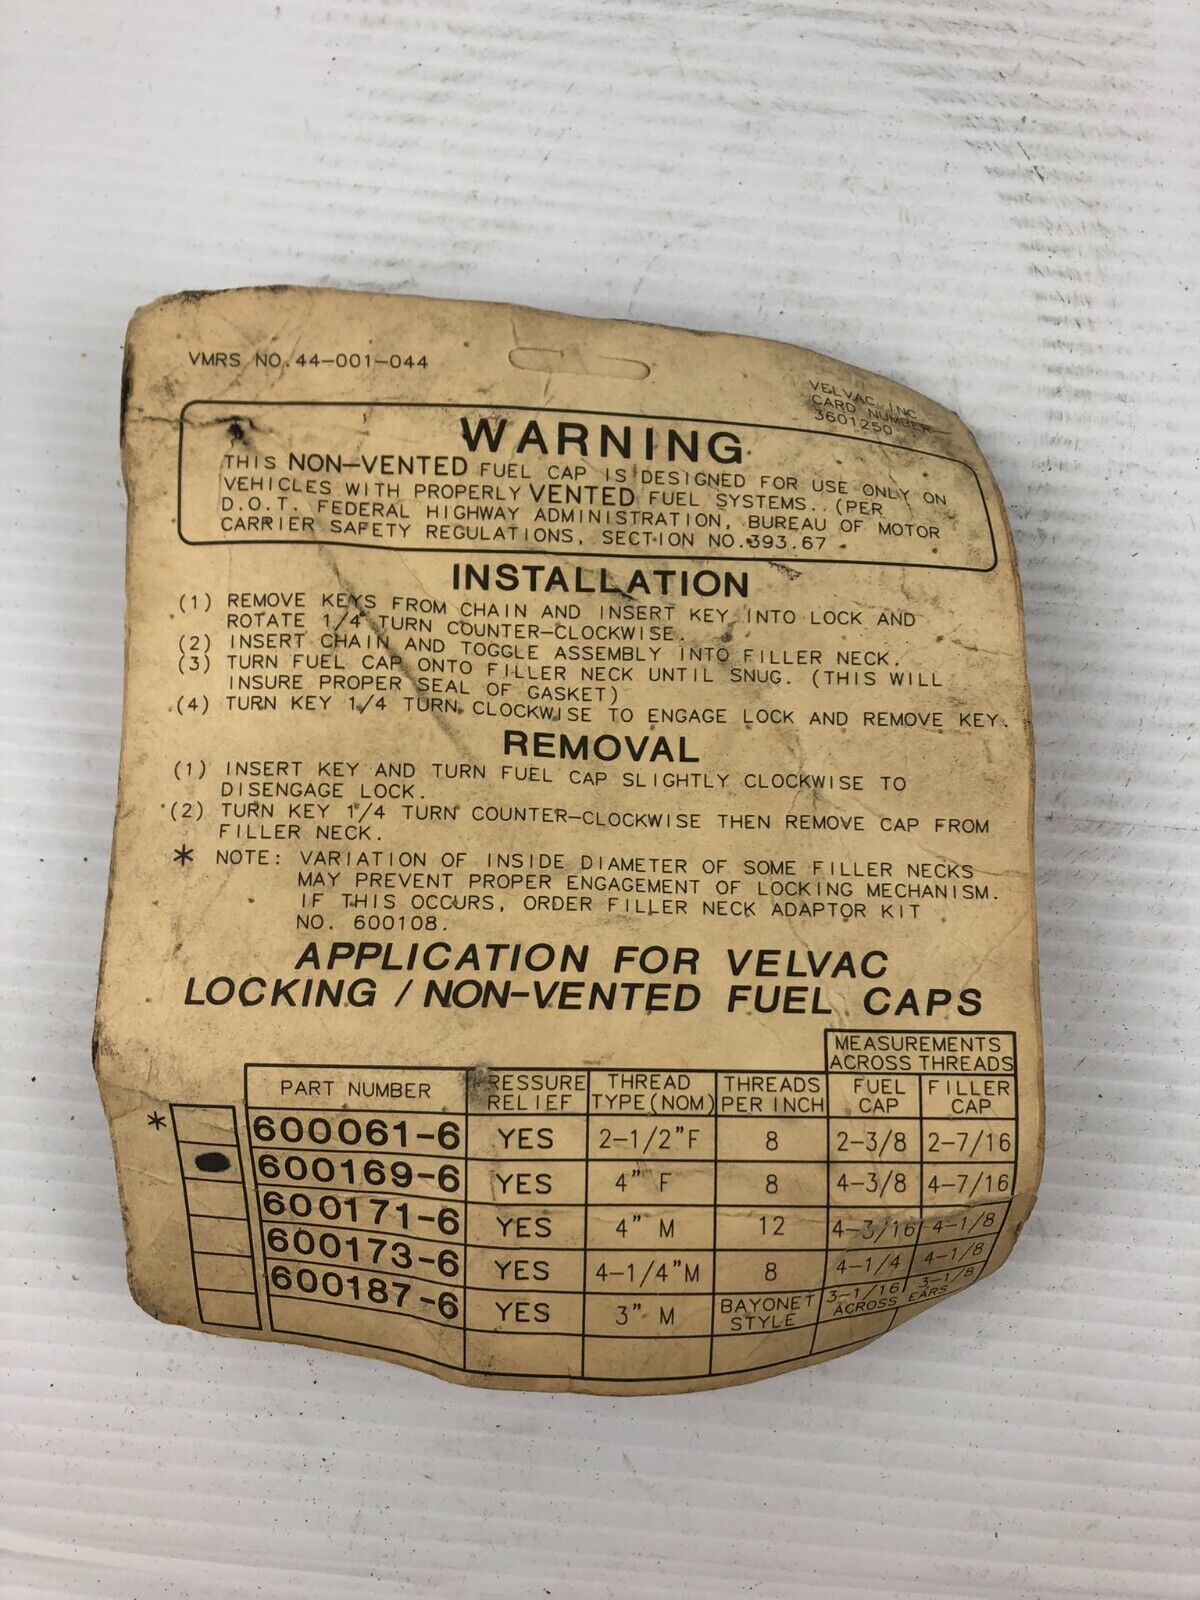 VMRS NO. 44-001-044
VELVAC, INC.
CARD NUMBER
3601250
WARNING
THIS NON-VENTED FUEL CAP IS DESIGNED FOR USE ONLY ON
VEHICLES WITH PROPERLY VENTED FUEL SYSTEMS. (PER
D.O.T. FEDERAL HIGHWAY ADMINISTRATION, BUREAU OF MOTOR
CARRIER SAFETY REGULATIONS, SECTION NO. 393.67
INSTALLATION
(1) REMOVE KEYS FROM CHAIN AND INSERT KEY INTO LOCK AND
ROTATE 1/4 TURN COUNTER-CLOCKWISE.
(2) INSERT CHAIN AND TOGGLE ASSEMBLY INTO FILLER NECK.
(3) TURN FUEL CAP ONTO FILLER NECK UNTIL SNUG. (THIS WILL
INSURE PROPER SEAL OF GASKET)
(4) TURN KEY 1/4 TURN CLOCKWISE TO ENGAGE LOCK AND REMOVE KEY.
REMOVAL
(1) INSERT KEY AND TURN FUEL CAP SLIGHTLY CLOCKWISE TO
DISENGAGE LOCK.
(2) TURN KEY 1/4 TURN COUNTER-CLOCKWISE THEN REMOVE CAP FROM
FILLER NECK.
* NOTE: VARIATION OF INSIDE DIAMETER OF SOME FILLER NECKS
MAY PREVENT PROPER ENGAGEMENT OF LOCKING MECHANISM.
IF THIS OCCURS, ORDER FILLER NECK ADAPTOR KIT
NO. 600108.
APPLICATION FOR VELVAC
LOCKING / NON-VENTED FUEL CAPS
MEASUREMENTS
ACROSS THREADS
PART NUMBER PRESSURE RELIEF THREAD TYPE (NOM) THREADS PER INCH FUEL CAP FILLER CAP
* 600061-6 YES 2-1/2" F 8 2-3/8 2-7/16
600169-6 YES 4" F 8 4-3/8 4-7/16
600171-6 YES 4" M 12 4-3/16 4-1/8
600173-6 YES 4-1/4" M 8 4-1/4 4-1/8
600187-6 YES 3" M BAYONET STYLE 3-1/16 3-1/8
ACROSS EARS